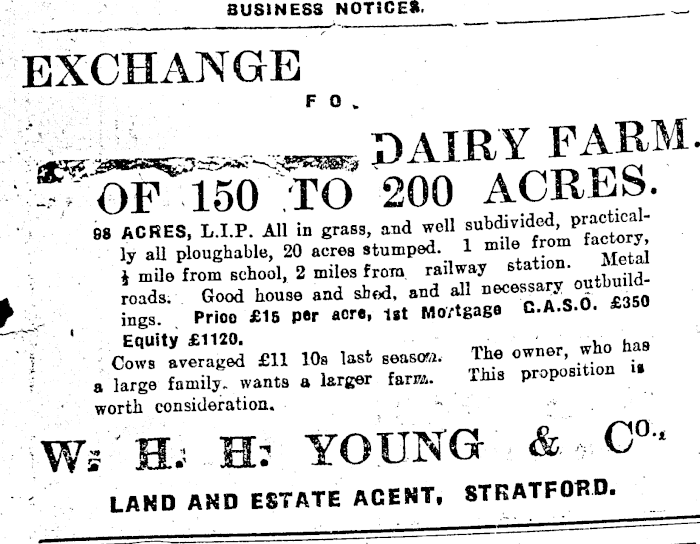 BUSINESS NOTICES.
EXCHANGE
FO.
DAIRY FARM.
OF 150 TO 200 ACRES.
98 ACRES, L.I.P. All in grass, and well subdivided, practical-
ly all ploughable, 20 acres stumped. 1 mile from factory,
½ mile from school, 2 miles from railway station. Metal
roads. Good house and shed, and all necessary outbuild-
ings. Price £15 per acre, 1st Mortgage G.A.S.O. £350
Equity £1120.
Cows averaged £11 10s last season. The owner, who has
a large family, wants a larger farm. This proposition is
worth consideration.
W. H. H. YOUNG & Co.,
LAND AND ESTATE AGENT, STRATFORD.